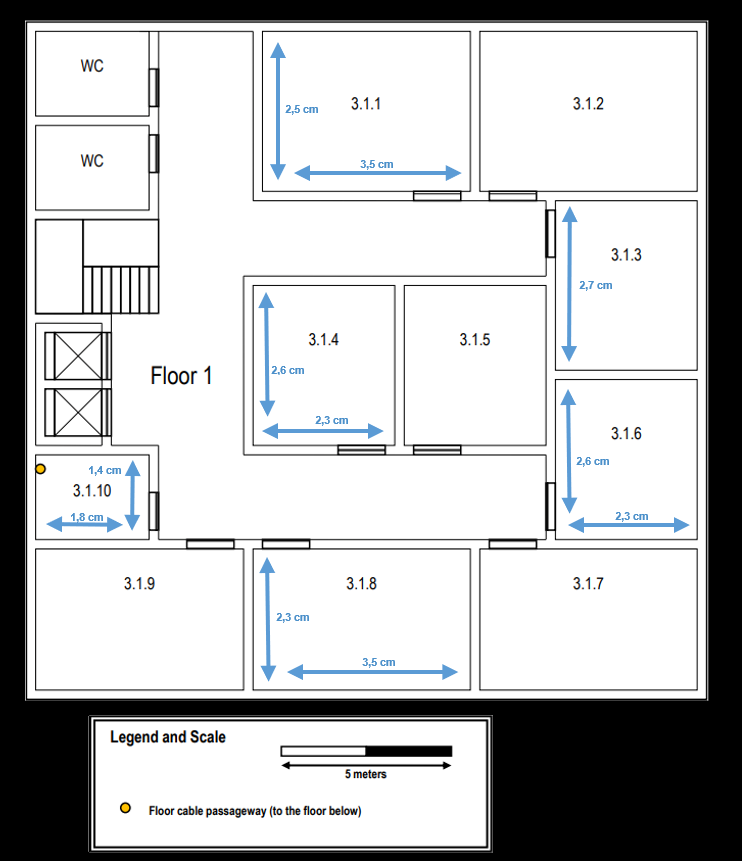 WC
3.1.1
3.1.2
2,5 cm
3,5 cm
WC
3.1.3
2,7 cm
3.1.4
3.1.5
2,6 cm
Floor 1
2,3 cm
3.1.6
2,6 cm
1,4 cm
3.1.10
1,8 cm
2,3 cm
3.1.9
3.1.8
3.1.7
2,3 cm
3,5 cm
Legend and Scale
5 meters
Floor cable passageway (to the floor below)